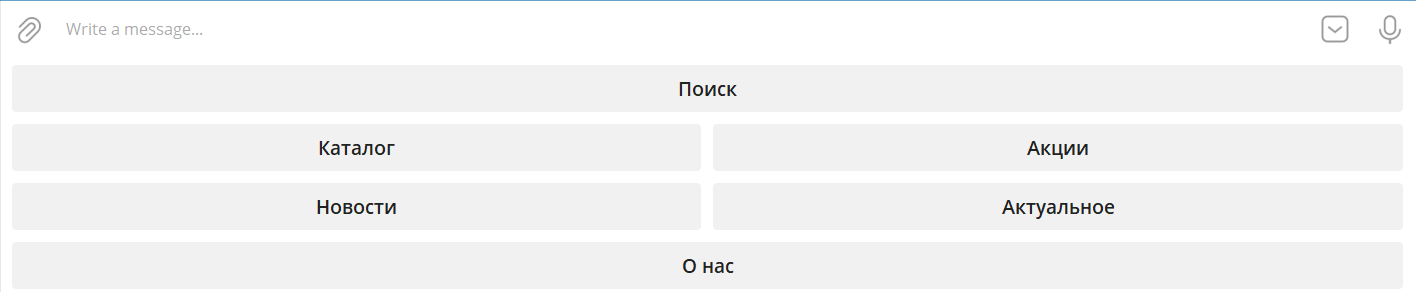 Write a message...
Поиск
Каталог
Акции
Новости
Актуальное
О нас